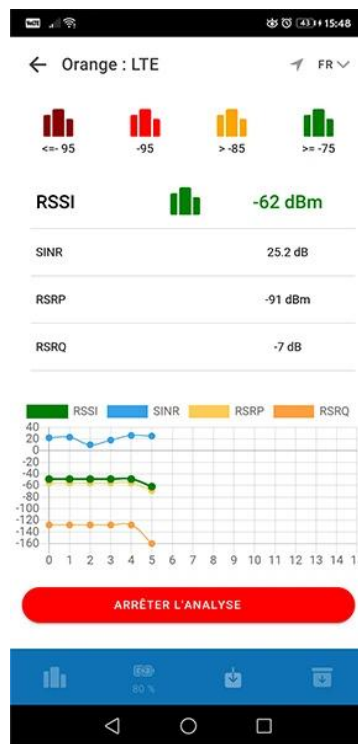 VoLTE 43 15:48
Orange : LTE FR
<=- 95 -95 > -85 >= -75
RSSI -62 dBm
SINR 25.2 dB
RSRP -91 dBm
RSRQ -7 dB
RSSI SINR RSRP RSRQ
40
20
0
-20
-40
-60
-80
-100
-120
-140
-160
0 1 2 3 4 5 6 7 8 9 10 11 12 13 14 1
ARRÊTER L'ANALYSE
80 %